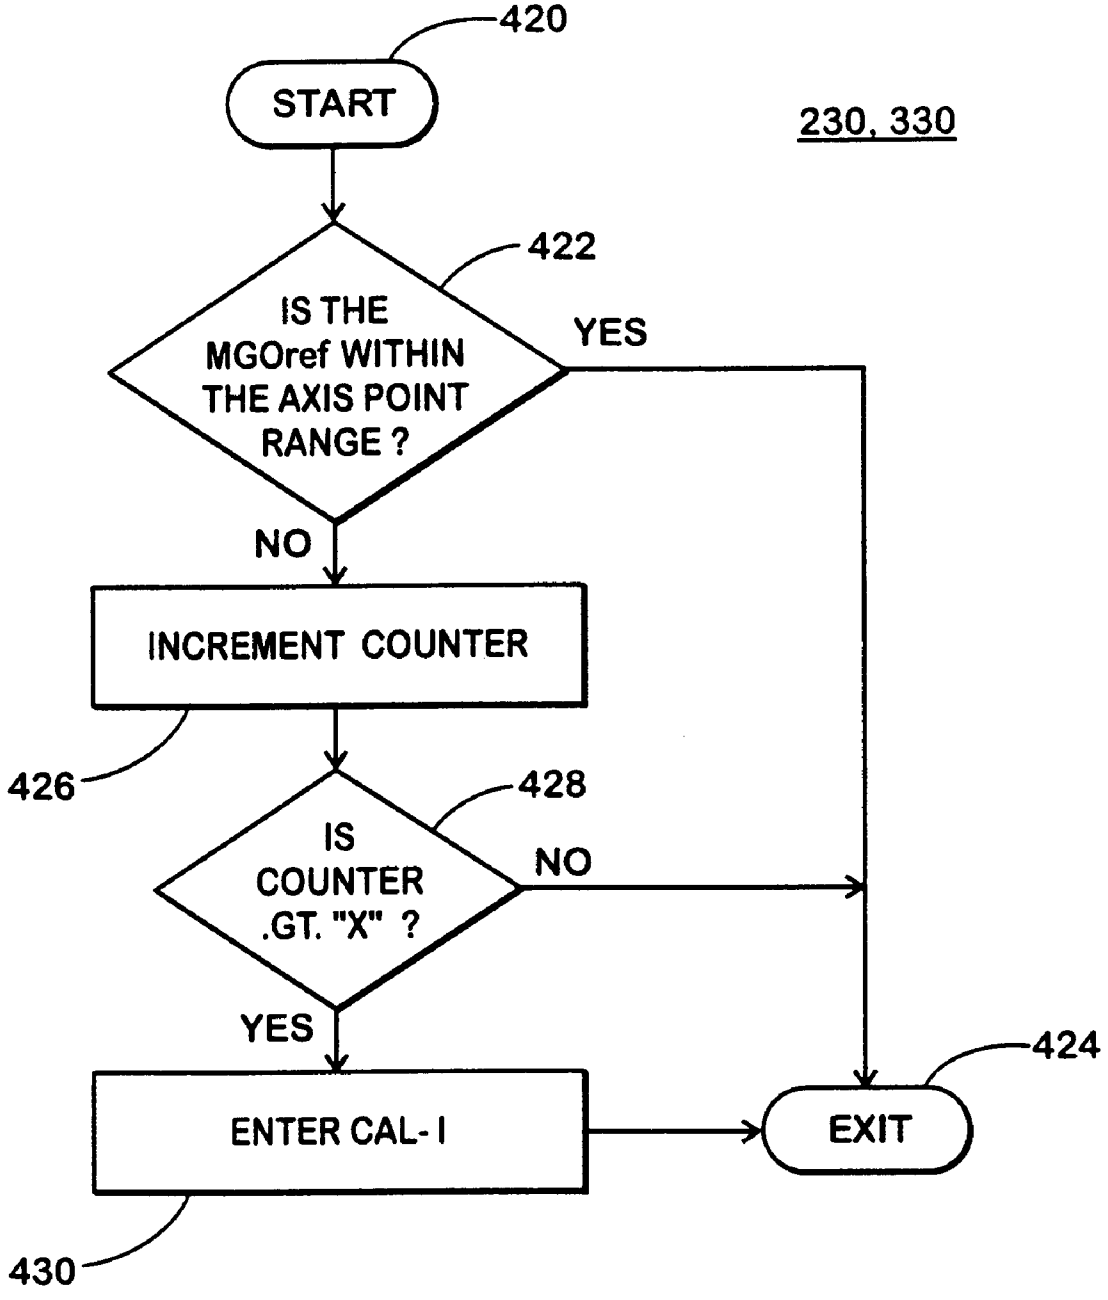 420
START
230, 330
422
IS THE
MGOref WITHIN
THE AXIS POINT
RANGE ?
YES
NO
INCREMENT COUNTER
426
428
IS
COUNTER
.GT. "X" ?
NO
YES
424
ENTER CAL-I
EXIT
430